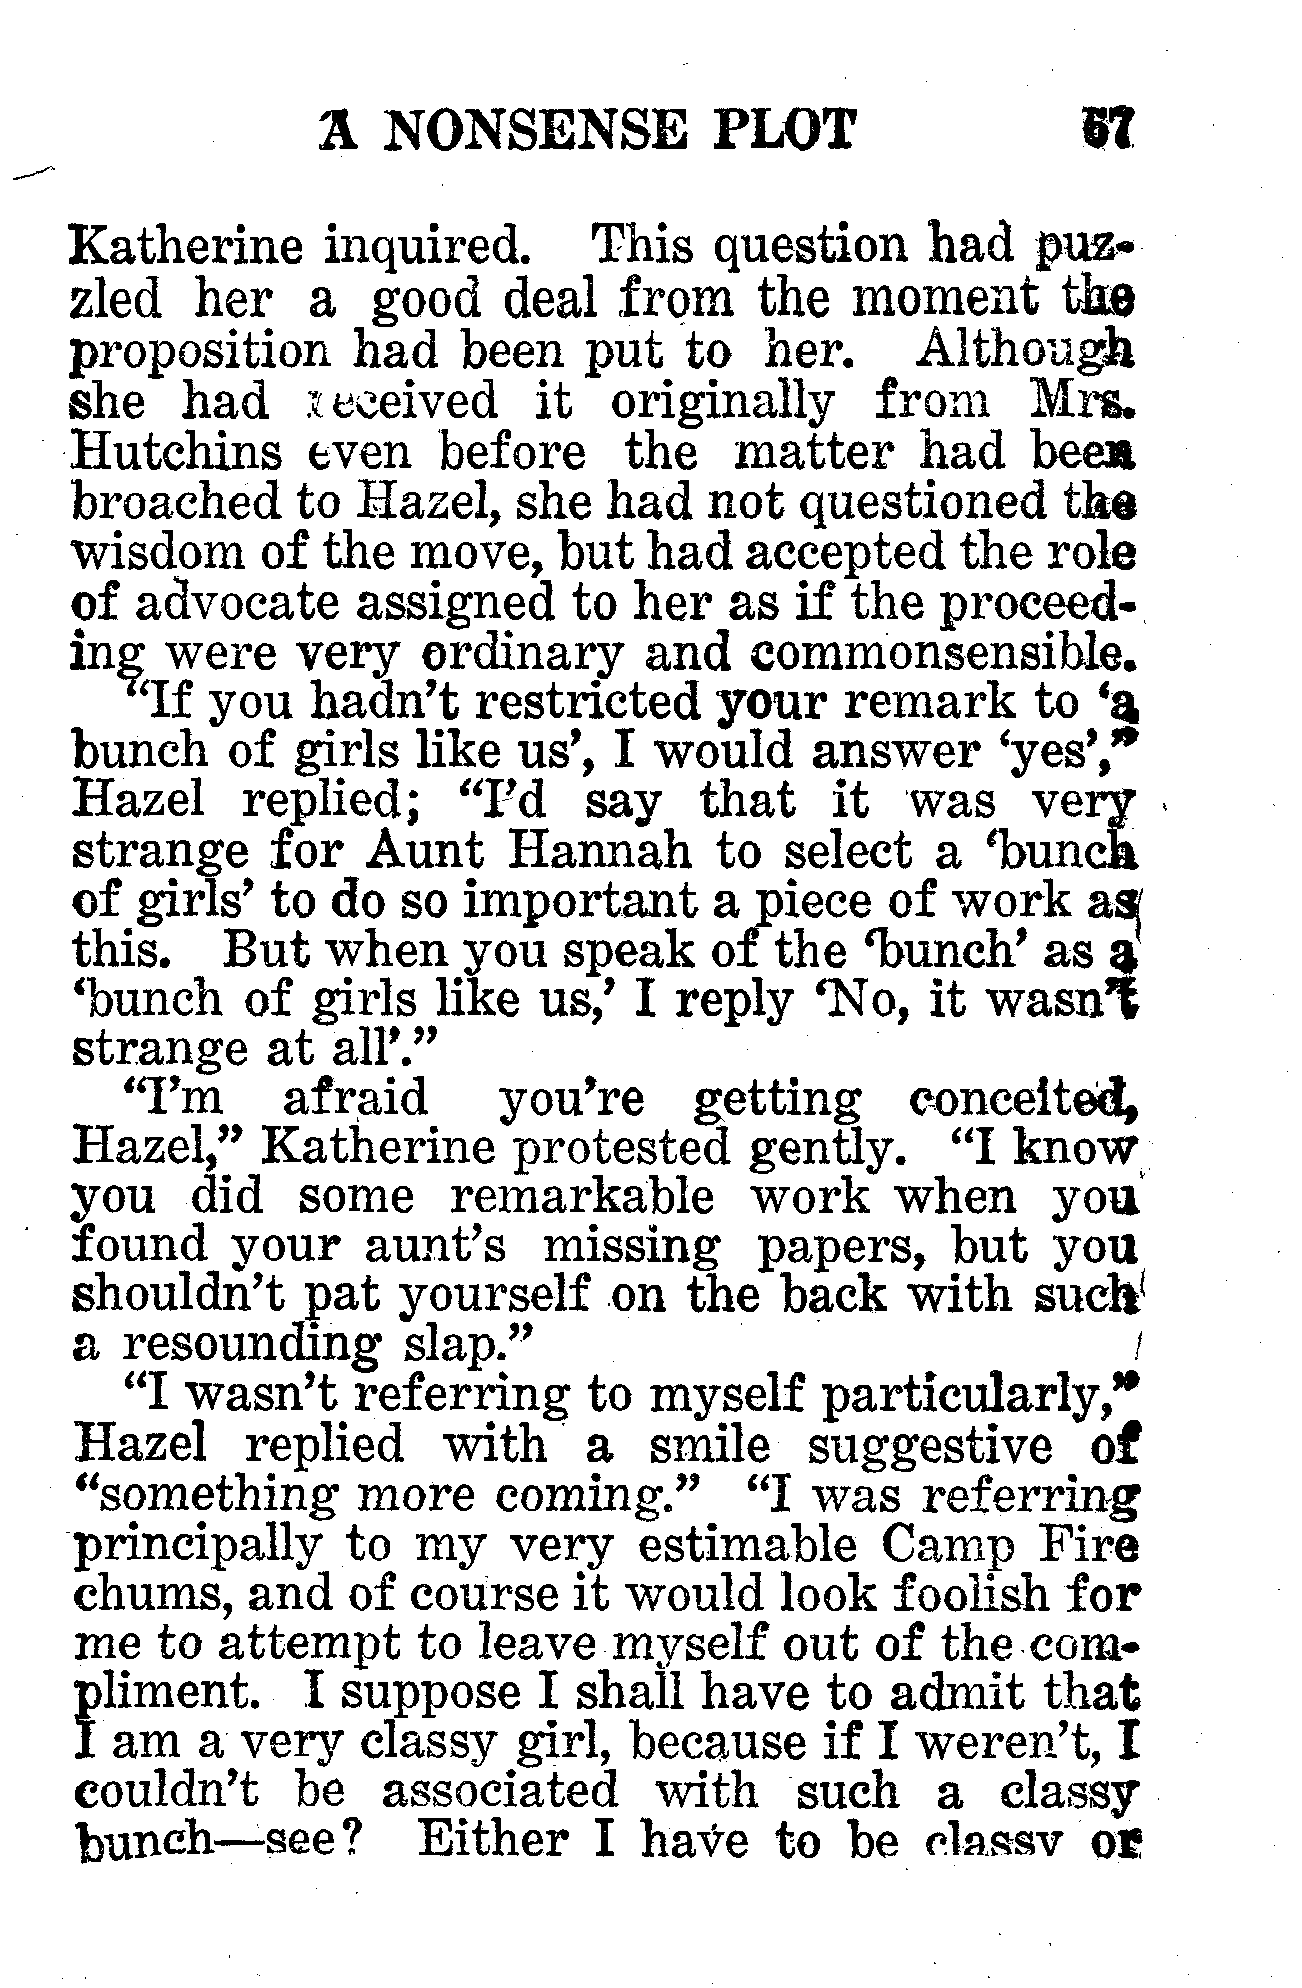 A NONSENSE PLOT 67
Katherine inquired. This question had puz-
zled her a good deal from the moment the
proposition had been put to her. Although
she had received it originally from Mrs.
Hutchins even before the matter had been
broached to Hazel, she had not questioned the
wisdom of the move, but had accepted the role
of advocate assigned to her as if the proceed-
ing were very ordinary and commonsensible.
"If you hadn't restricted your remark to 'a
bunch of girls like us', I would answer 'yes',"
Hazel replied; "I'd say that it was very
strange for Aunt Hannah to select a 'bunch
of girls' to do so important a piece of work as
this. But when you speak of the 'bunch' as a
'bunch of girls like us,' I reply 'No, it wasn't
strange at all'."
"I'm afraid you're getting conceited,
Hazel," Katherine protested gently. "I know
you did some remarkable work when you
found your aunt's missing papers, but you
shouldn't pat yourself on the back with such
a resounding slap."
"I wasn't referring to myself particularly,"
Hazel replied with a smile suggestive of
"something more coming." "I was referring
principally to my very estimable Camp Fire
chums, and of course it would look foolish for
me to attempt to leave myself out of the com-
pliment. I suppose I shall have to admit that
I am a very classy girl, because if I weren't, I
couldn't be associated with such a classy
bunch—see? Either I have to be classy or